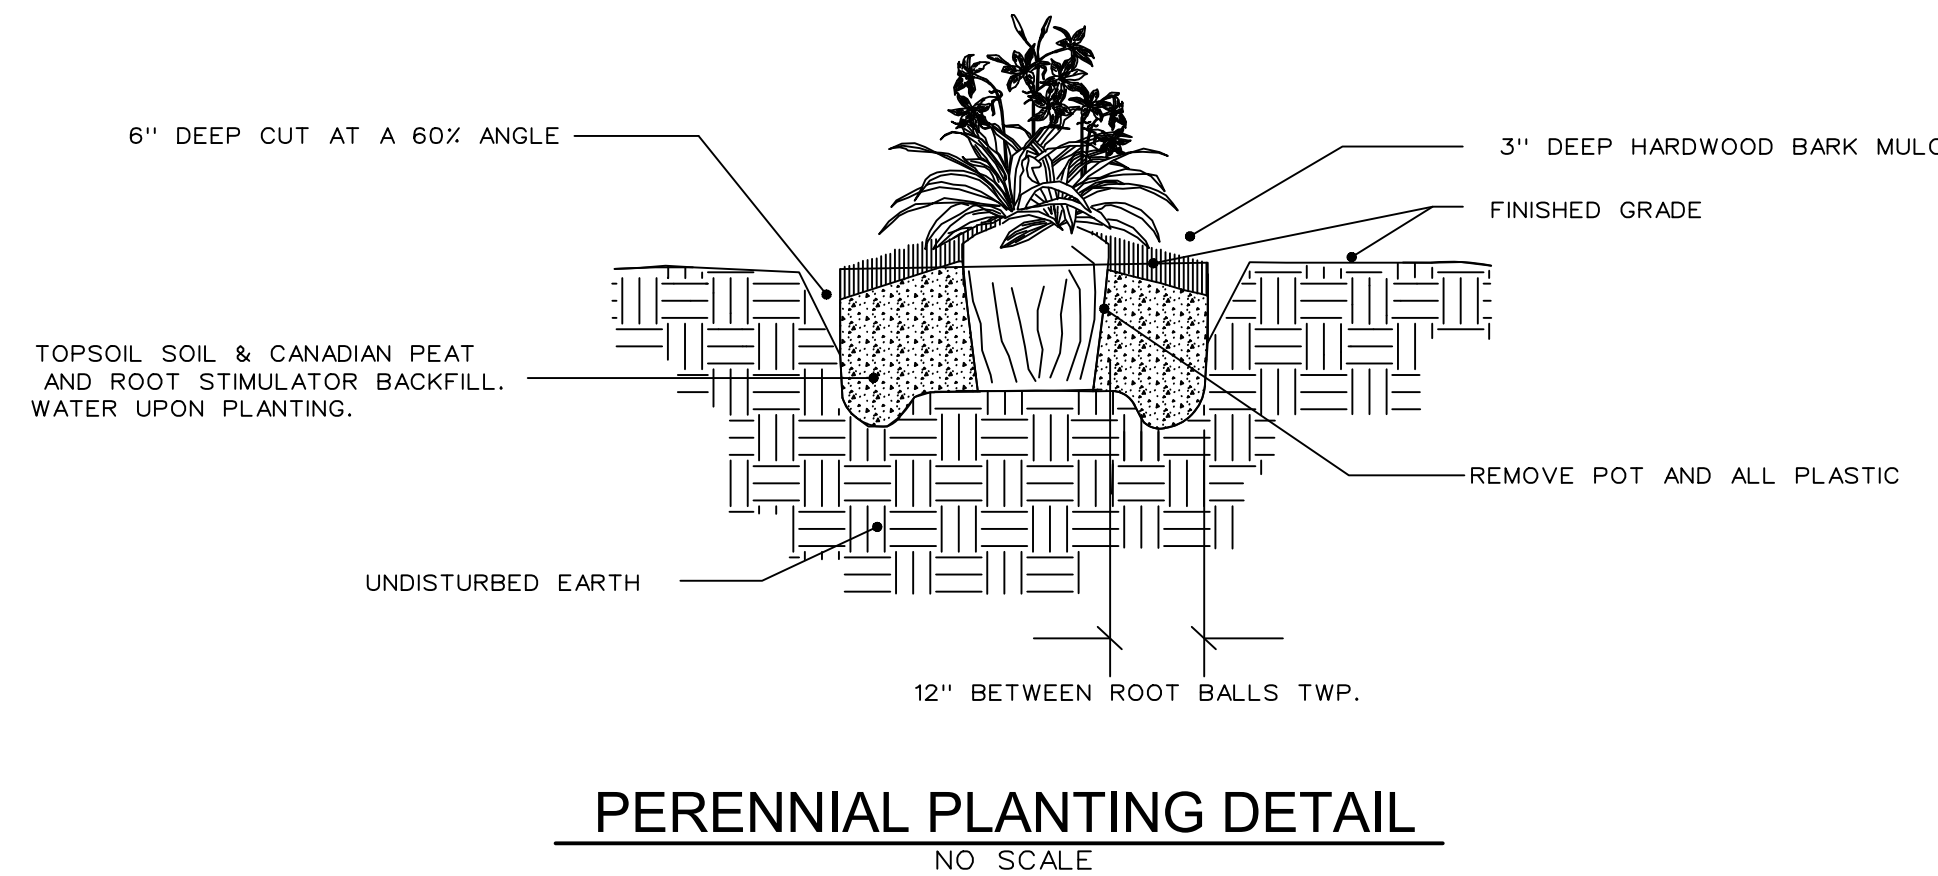 6" DEEP CUT AT A 60% ANGLE
3" DEEP HARDWOOD BARK
FINISHED GRADE
TOPSOIL SOIL & CANADIAN PEAT
AND ROOT STIMULATOR BACKFILL.
WATER UPON PLANTING.
REMOVE POT AND ALL PLASTIC
UNDISTURBED EARTH
12" BETWEEN ROOT BALLS TWP.
PERENNIAL PLANTING DETAIL
NO SCALE